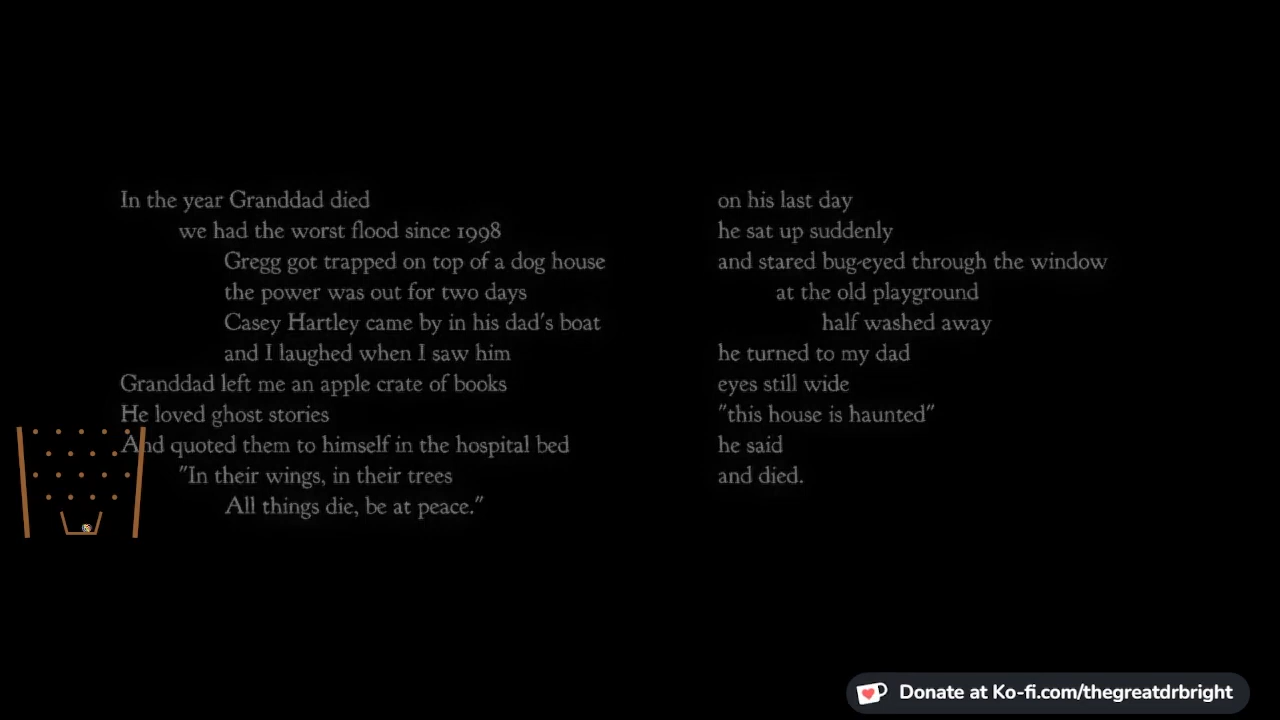 In the year Granddad died
we had the worst flood since 1998
Gregg got trapped on top of a dog house
the power was out for two days
Casey Hartley came by in his dad's boat
and I laughed when I saw him
Granddad left me an apple crate of books
He loved ghost stories
And quoted them to himself in the hospital bed
"In their wings, in their trees
All things die, be at peace."
on his last day
he sat up suddenly
and stared bug-eyed through the window
at the old playground
half washed away
he turned to my dad
eyes still wide
"this house is haunted"
he said
and died.
Donate at Ko-fi.com/thegreatdrbright